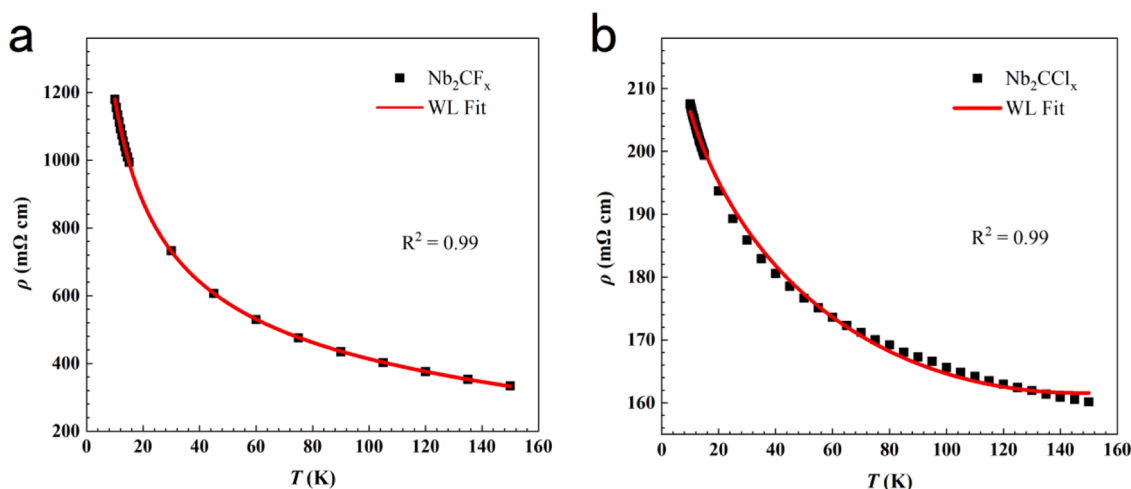 a
1200
1000
800
600
400
200
0 20 40 60 80 100 120 140 160
ρ (mΩ cm)
T (K)
Nb₂CFₓ
WL Fit
R² = 0.99
b
210
200
190
180
170
160
0 20 40 60 80 100 120 140 160
ρ (mΩ cm)
T (K)
Nb₂CClₓ
WL Fit
R² = 0.99